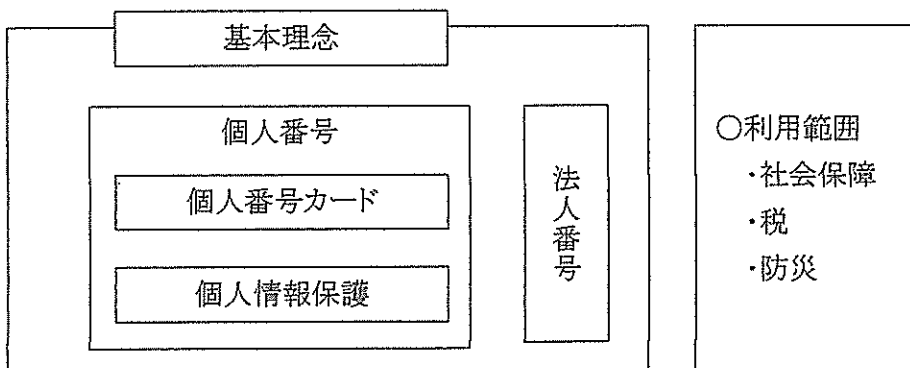 基本理念
個人番号
個人番号カード
個人情報保護
法人番号
○利用範囲
・社会保障
・税
・防災